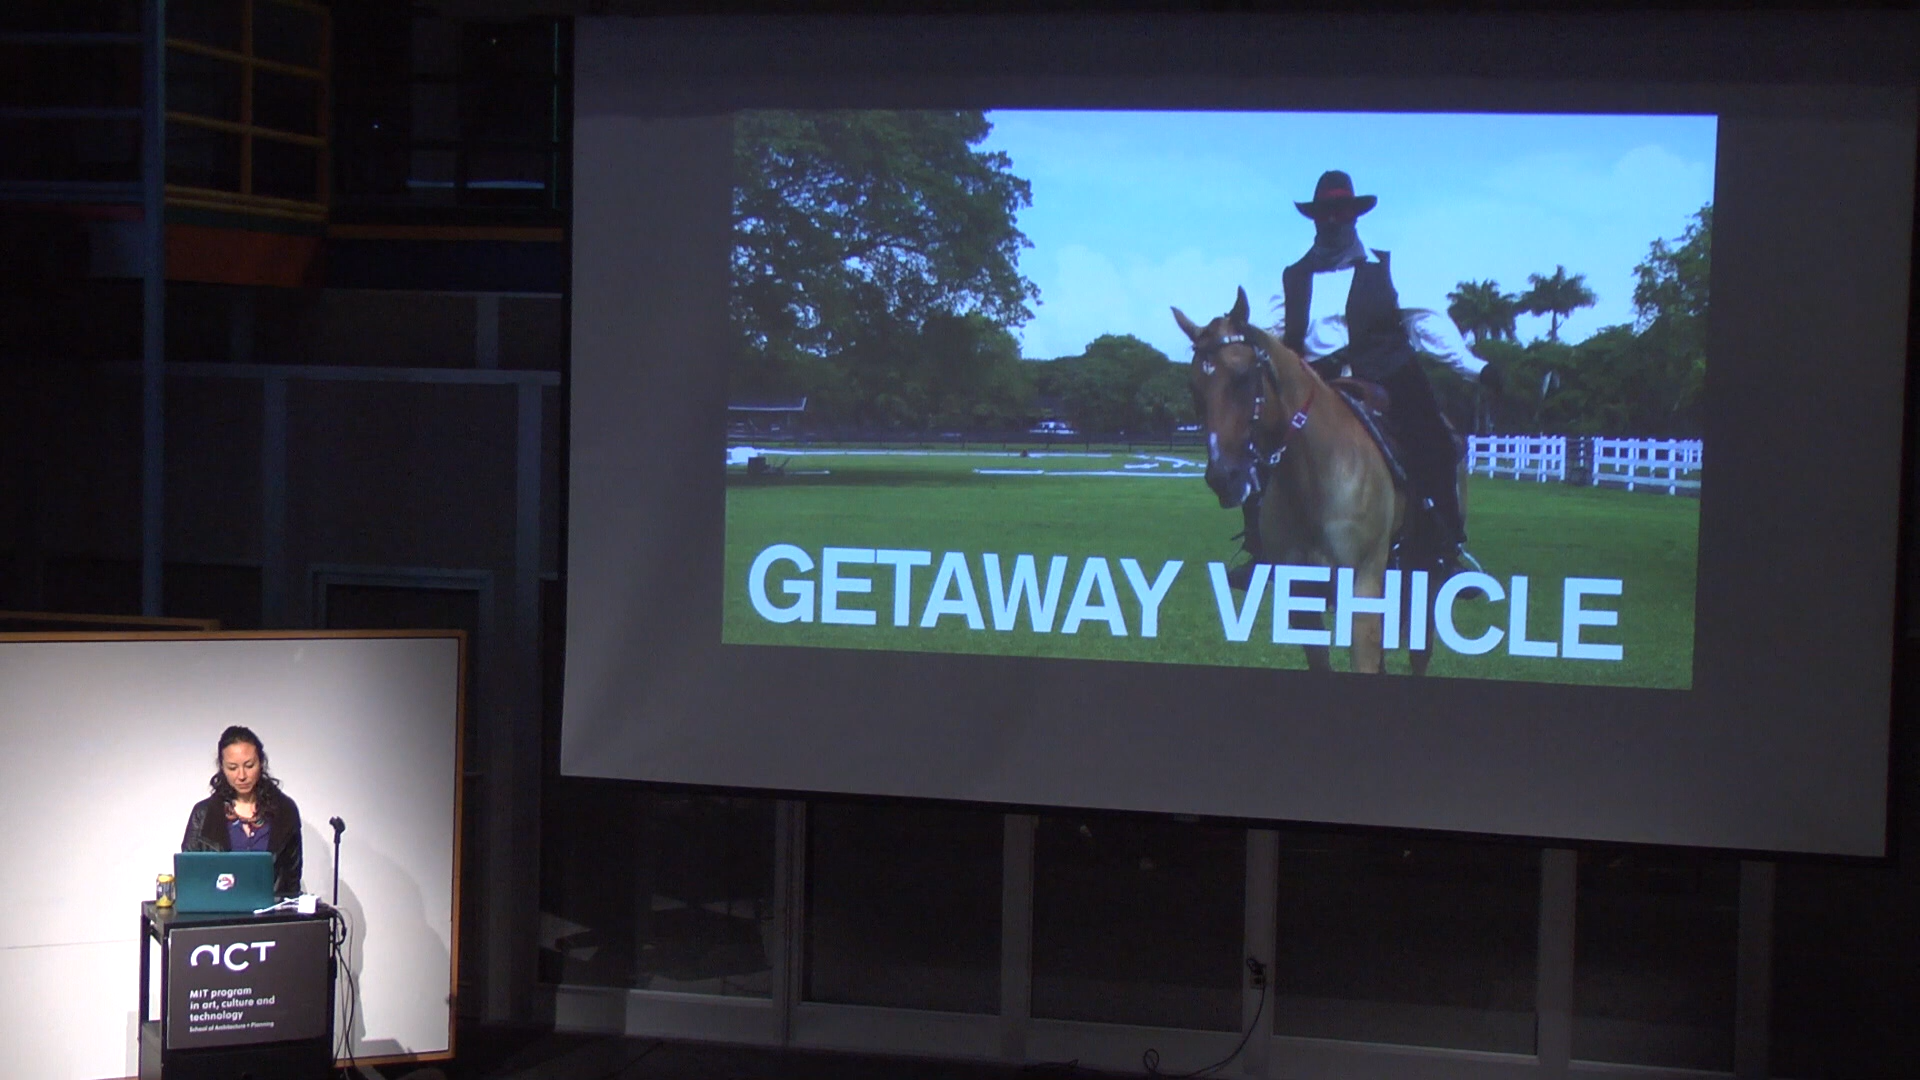 GETAWAY VEHICLE
act
MIT program
in art, culture and
technology
School of Architecture + Planning